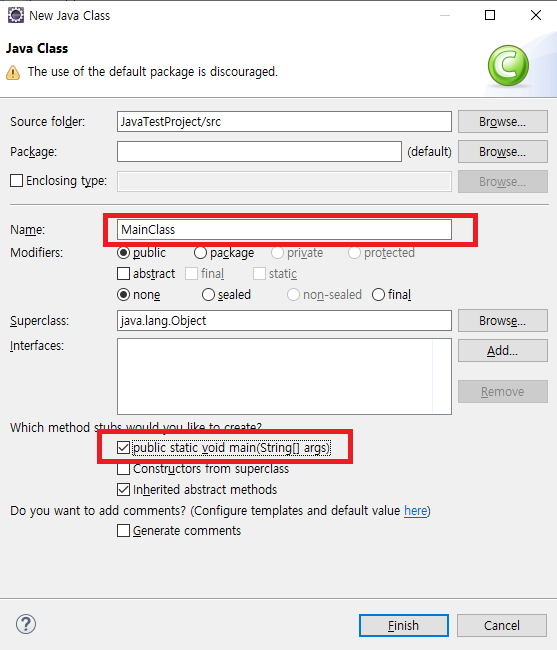 New Java Class
Java Class
The use of the default package is discouraged.
Source folder: JavaTestProject/src Browse...
Package: (default) Browse...
Enclosing type: Browse...
Name: MainClass
Modifiers: public package private protected
abstract final static
none sealed non-sealed final
Superclass: java.lang.Object Browse...
Interfaces: Add...
Remove
Which method stubs would you like to create?
public static void main(String[] args)
Constructors from superclass
Inherited abstract methods
Do you want to add comments? (Configure templates and default value here)
Generate comments
? Finish Cancel